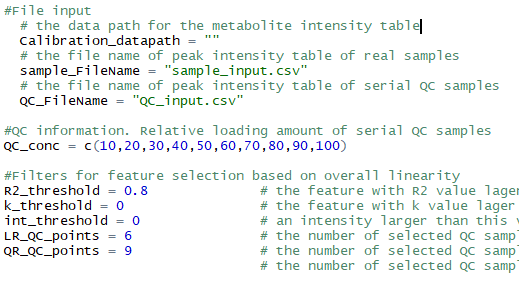 #File input
# the data path for the metabolite intensity table
Calibration_datapath = ""
# the file name of peak intensity table of real samples
sample_FileName = "sample_input.csv"
# the file name of peak intensity table of serial QC samples
QC_FileName = "QC_input.csv"
#QC information. Relative loading amount of serial QC samples
QC_conc = c(10,20,30,40,50,60,70,80,90,100)
#Filters for feature selection based on overall linearity
R2_threshold = 0.8 # the feature with R2 value lager
k_threshold = 0 # the feature with k value lager
int_threshold = 0 # an intensity larger than this v
LR_QC_points = 6 # the number of selected QC sampl
QR_QC_points = 9 # the number of selected QC sampl
# the number of selected QC sampl